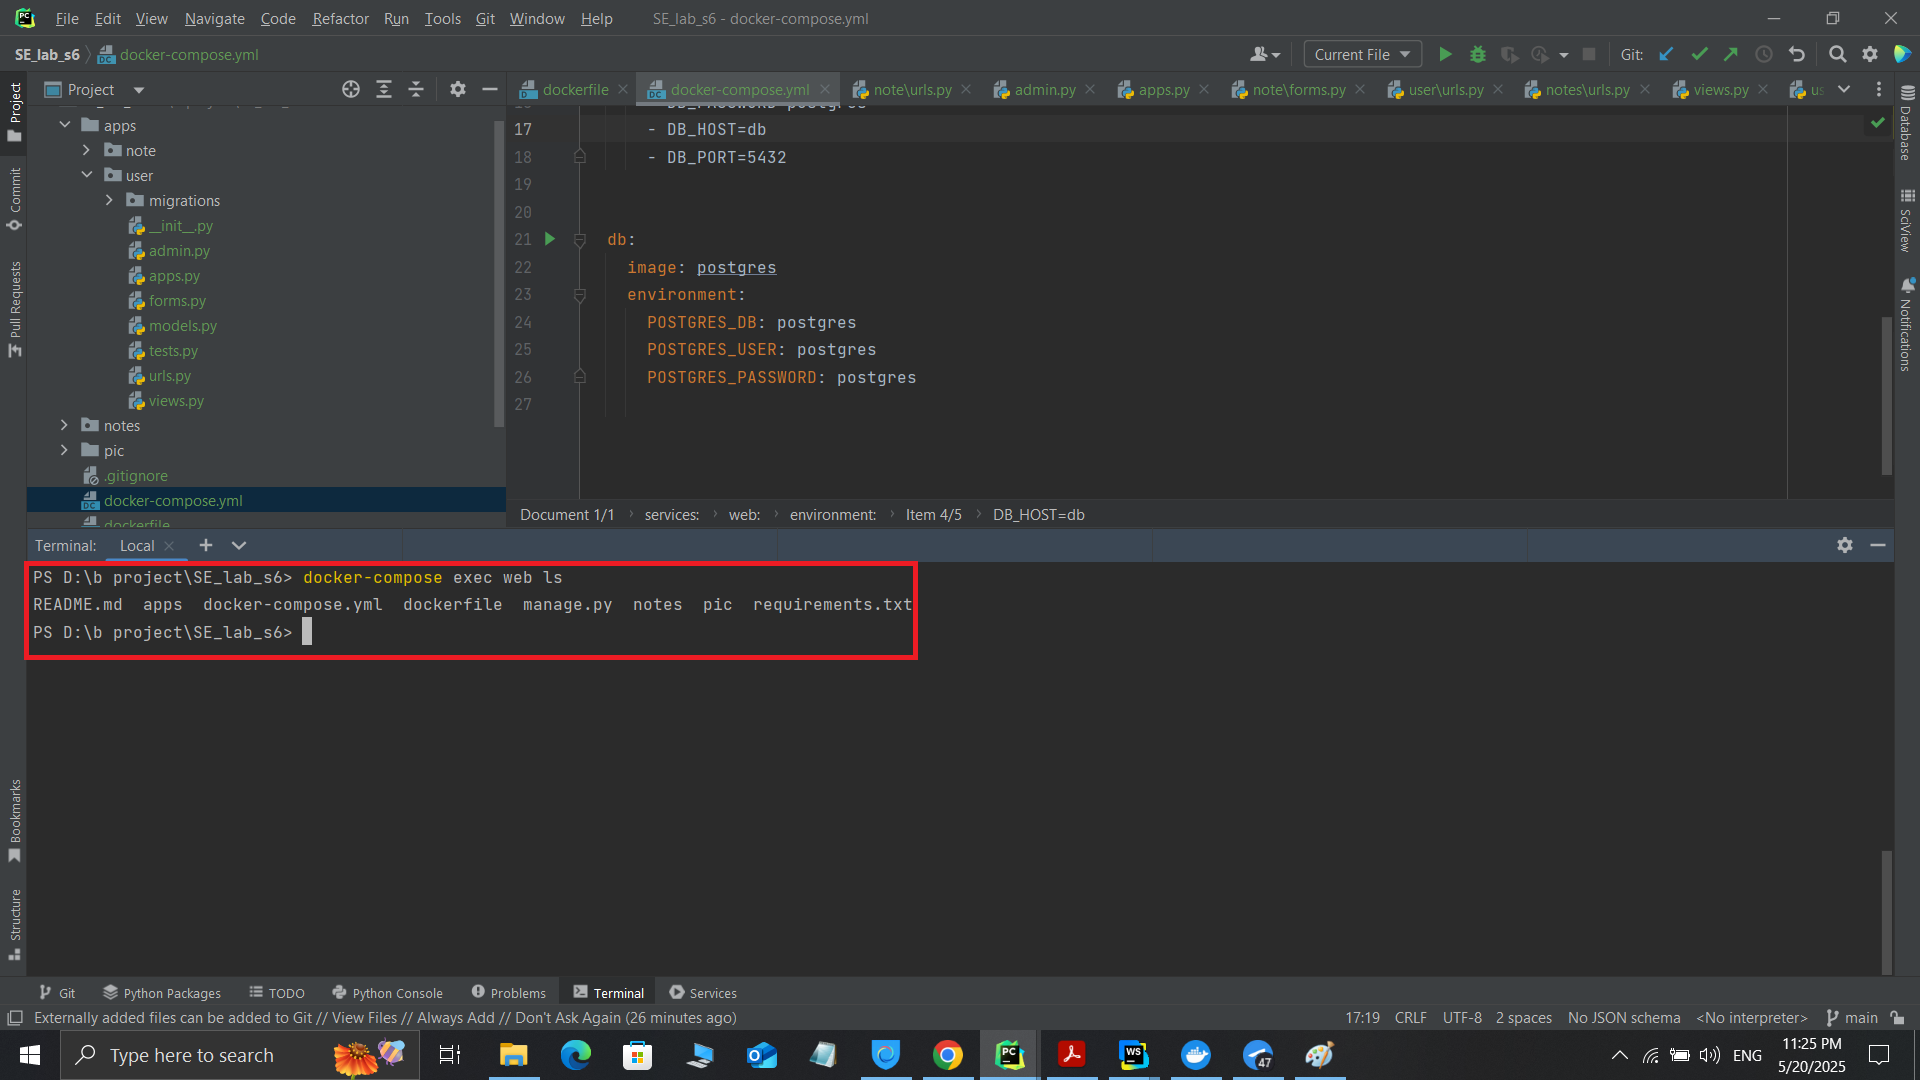 File Edit View Navigate Code Refactor Run Tools Git Window Help SE_lab_s6 - docker-compose.yml
SE_lab_s6 docker-compose.yml Current File Git:
Project
dockerfile docker-compose.yml note\urls.py admin.py apps.py note\forms.py user\urls.py notes\urls.py views.py us
Project
Commit
Pull Requests
Bookmarks
Structure
apps
note
user
migrations
__init__.py
admin.py
apps.py
forms.py
models.py
tests.py
urls.py
views.py
notes
pic
.gitignore
docker-compose.yml
dockerfile
17 - DB_HOST=db
18 - DB_PORT=5432
19
20
21 db:
22 image: postgres
23 environment:
24 POSTGRES_DB: postgres
25 POSTGRES_USER: postgres
26 POSTGRES_PASSWORD: postgres
27
Document 1/1 services: web: environment: Item 4/5 DB_HOST=db
Database
SciView
Notifications
Terminal: Local
PS D:\b project\SE_lab_s6> docker-compose exec web ls
README.md apps docker-compose.yml dockerfile manage.py notes pic requirements.txt
PS D:\b project\SE_lab_s6>
Git Python Packages TODO Python Console Problems Terminal Services
Externally added files can be added to Git // View Files // Always Add // Don't Ask Again (26 minutes ago) 17:19 CRLF UTF-8 2 spaces No JSON schema <No interpreter> main
Type here to search 47 ENG 11:25 PM
5/20/2025